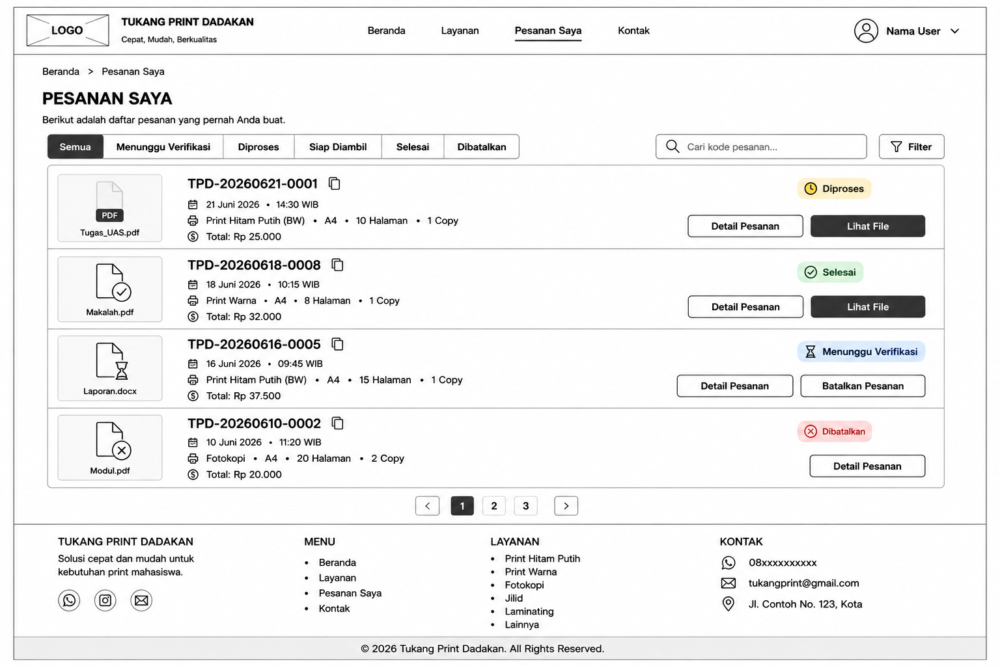 LOGO
TUKANG PRINT DADAKAN
Cepat, Mudah, Berkualitas
Beranda
Layanan
Pesanan Saya
Kontak
Nama User
Beranda > Pesanan Saya
PESANAN SAYA
Berikut adalah daftar pesanan yang pernah Anda buat.
Semua
Menunggu Verifikasi
Diproses
Siap Diambil
Selesai
Dibatalkan
Cari kode pesanan...
Filter
PDF
Tugas_UAS.pdf
TPD-20260621-0001
21 Juni 2026 • 14:30 WIB
Print Hitam Putih (BW) • A4 • 10 Halaman • 1 Copy
Total: Rp 25.000
Diproses
Detail Pesanan
Lihat File
Makalah.pdf
TPD-20260618-0008
18 Juni 2026 • 10:15 WIB
Print Warna • A4 • 8 Halaman • 1 Copy
Total: Rp 32.000
Selesai
Detail Pesanan
Lihat File
Laporan.docx
TPD-20260616-0005
16 Juni 2026 • 09:45 WIB
Print Hitam Putih (BW) • A4 • 15 Halaman • 1 Copy
Total: Rp 37.500
Menunggu Verifikasi
Detail Pesanan
Batalkan Pesanan
Modul.pdf
TPD-20260610-0002
10 Juni 2026 • 11:20 WIB
Fotokopi • A4 • 20 Halaman • 2 Copy
Total: Rp 20.000
Dibatalkan
Detail Pesanan
< 1 2 3 >
TUKANG PRINT DADAKAN
Solusi cepat dan mudah untuk
kebutuhan print mahasiswa.
MENU
• Beranda
• Layanan
• Pesanan Saya
• Kontak
LAYANAN
• Print Hitam Putih
• Print Warna
• Fotokopi
• Jilid
• Laminating
• Lainnya
KONTAK
08xxxxxxxxxx
tukangprint@gmail.com
Jl. Contoh No. 123, Kota
© 2026 Tukang Print Dadakan. All Rights Reserved.